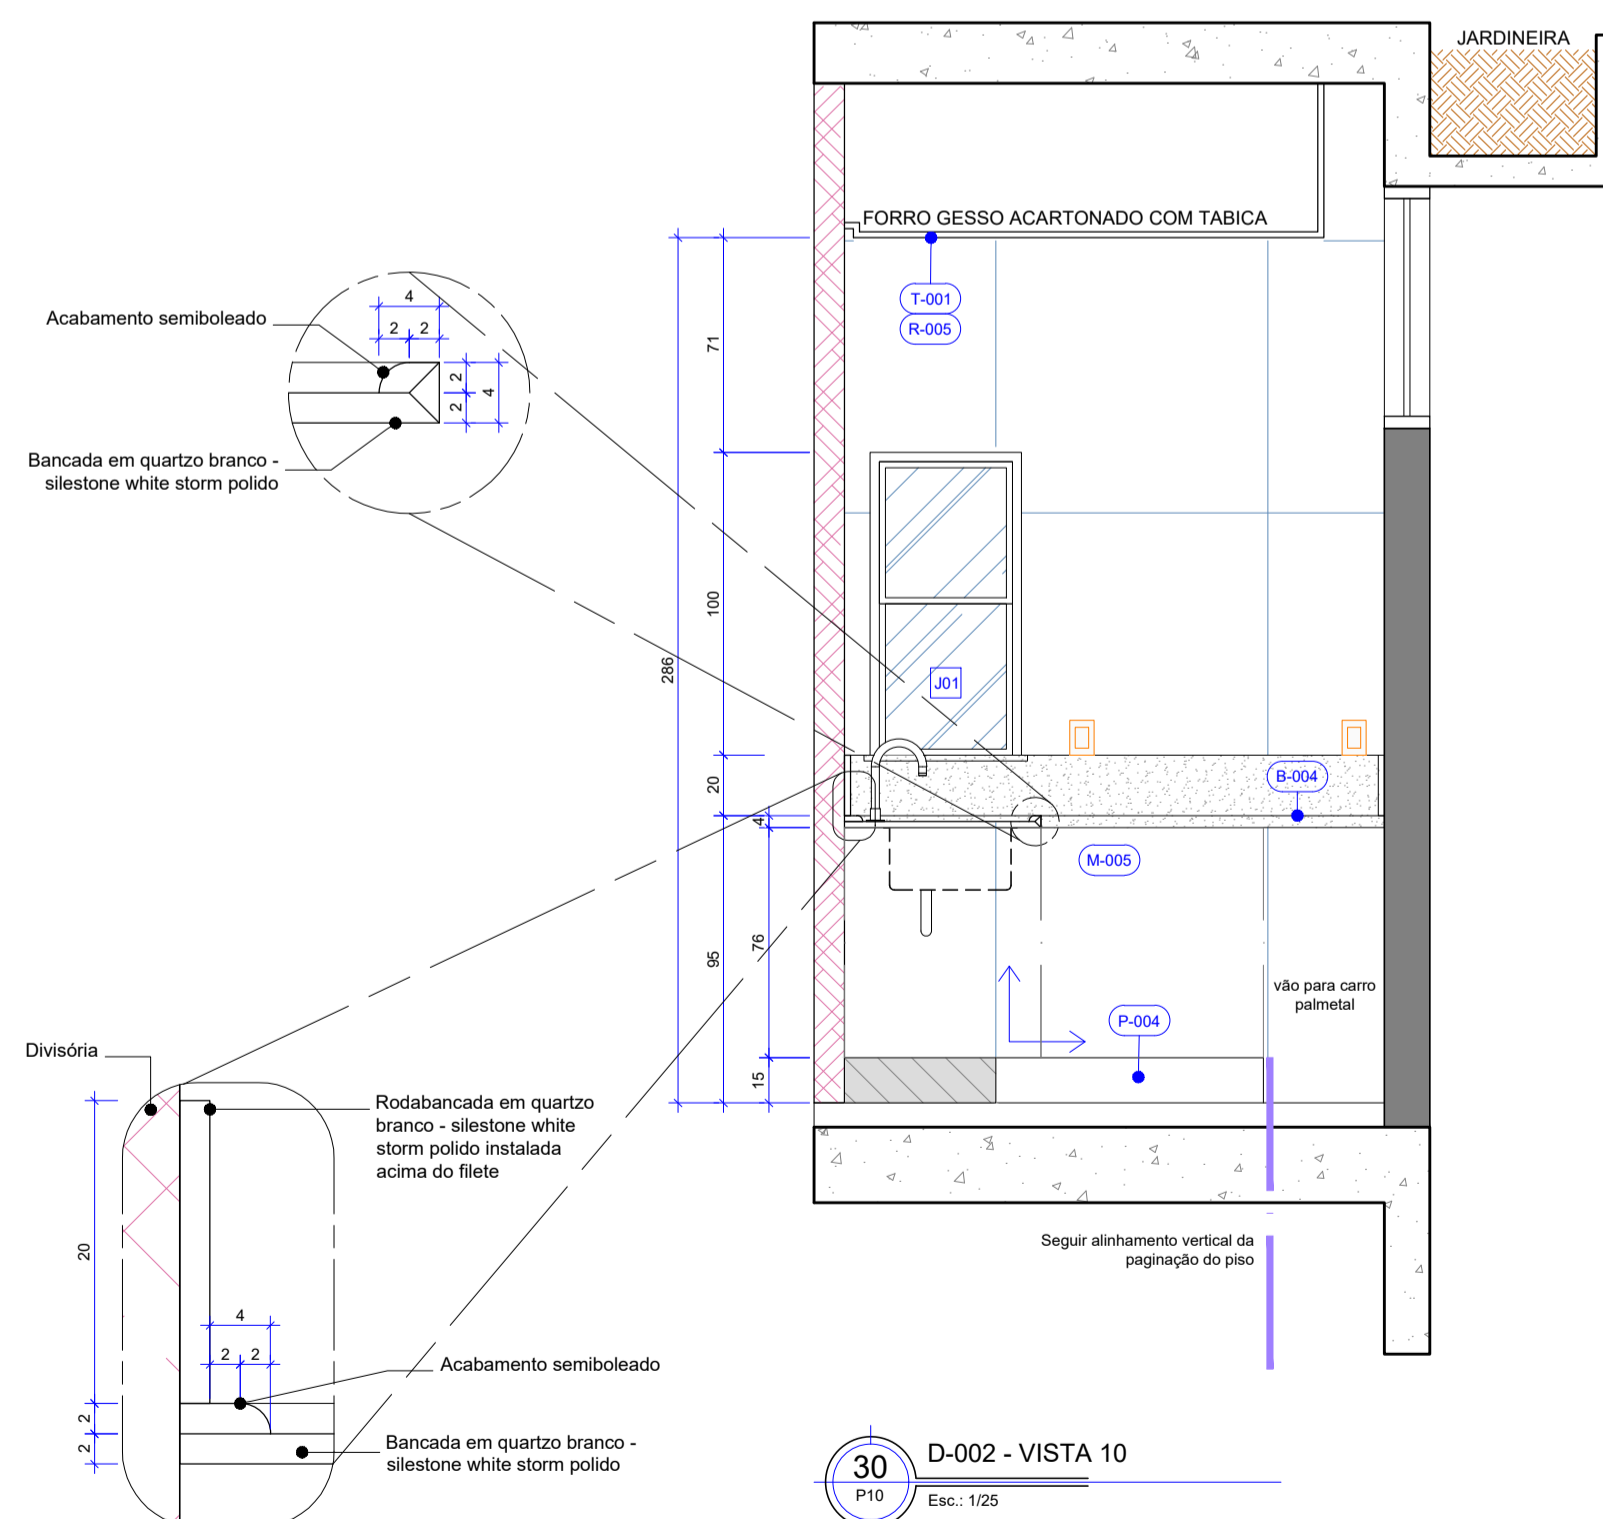 JARDINEIRA
FORRO GESSO ACARTONADO COM TABICA
T-001
R-005
4
2
2
Acabamento semiboleado
2
2
4
Bancada em quartzo branco -
silestone white storm polido
71
100
286
20
4
76
95
15
J01
B-004
M-005
vão para carro
palmetal
P-004
Divisória
Rodabancada em quartzo
branco - silestone white
storm polido instalada
acima do filete
20
4
2
2
2
2
Acabamento semiboleado
Bancada em quartzo branco -
silestone white storm polido
Seguir alinhamento vertical da
paginação do piso
30
P10
D-002 - VISTA 10
Esc.: 1/25